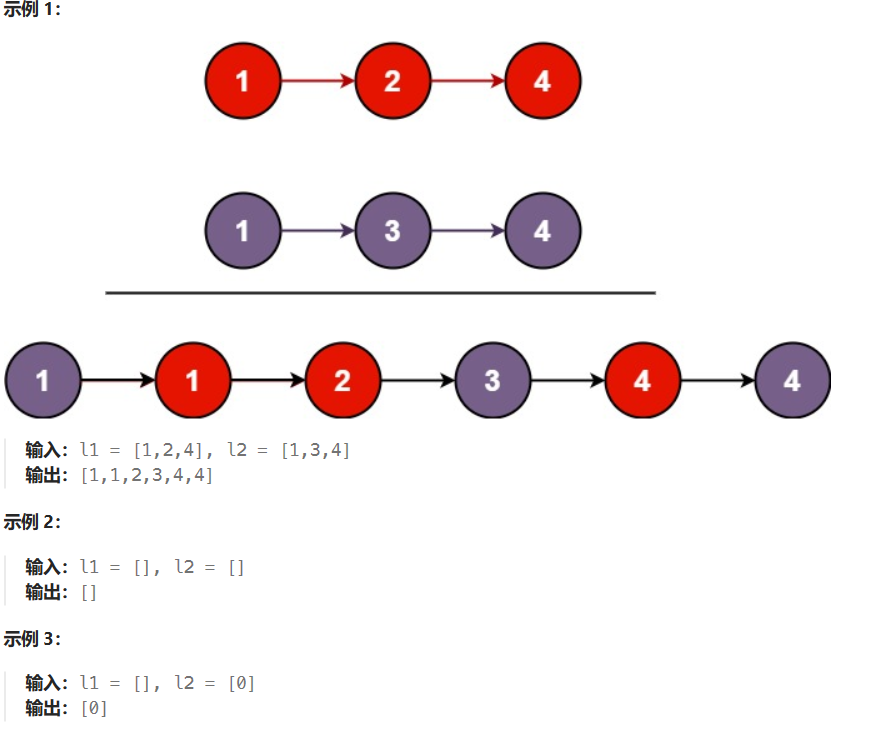 示例 1：
1 2 4
1 3 4
1 1 2 3 4 4
输入：l1 = [1,2,4], l2 = [1,3,4]
输出：[1,1,2,3,4,4]
示例 2：
输入：l1 = [], l2 = []
输出：[]
示例 3：
输入：l1 = [], l2 = [0]
输出：[0]